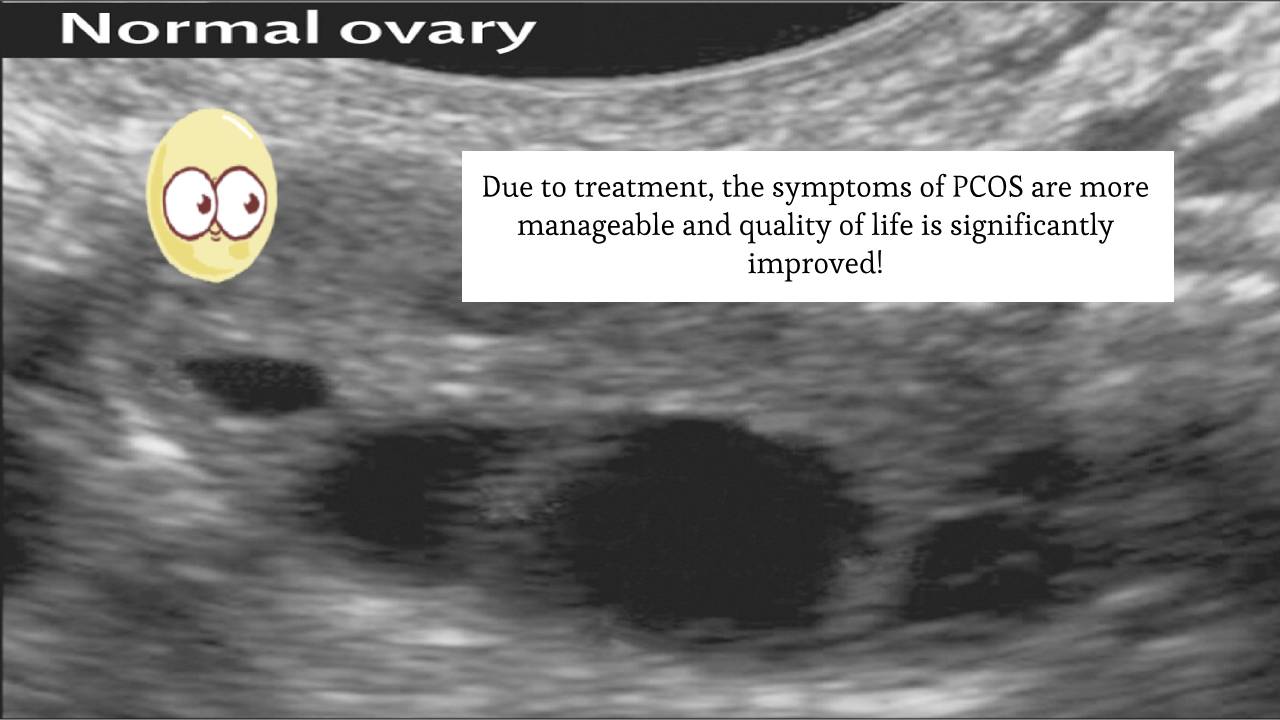 Normal ovary
Due to treatment, the symptoms of PCOS are more
manageable and quality of life is significantly
improved!